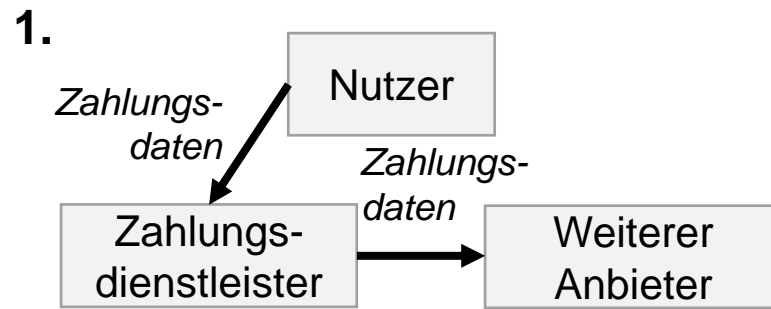 1.
Nutzer
Zahlungs-
daten
Zahlungs-
daten
Zahlungs-
dienstleister
Weiterer
Anbieter